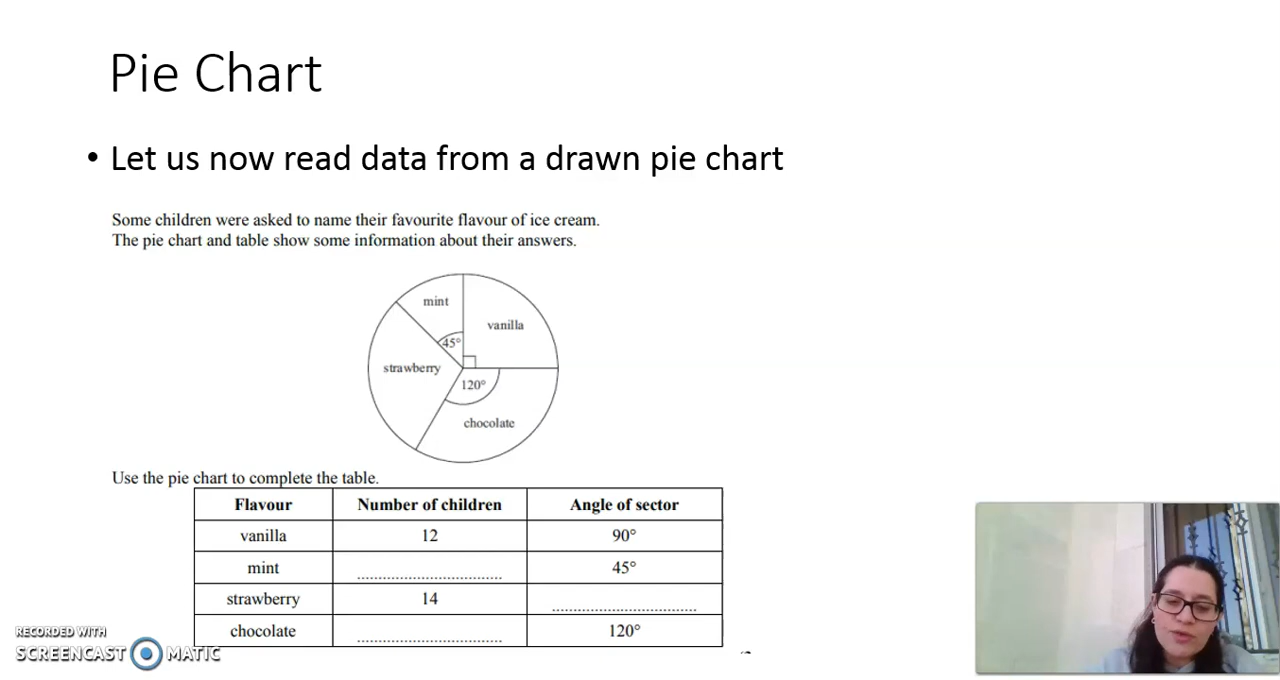 Pie Chart
• Let us now read data from a drawn pie chart
Some children were asked to name their favourite flavour of ice cream.
The pie chart and table show some information about their answers.
mint
vanilla
45°
strawberry
120°
chocolate
Use the pie chart to complete the table.
Flavour Number of children Angle of sector
vanilla 12 90°
mint ................................ 45°
strawberry 14 ................................
chocolate ................................ 120°
RECORDED WITH
SCREENCAST MATIC